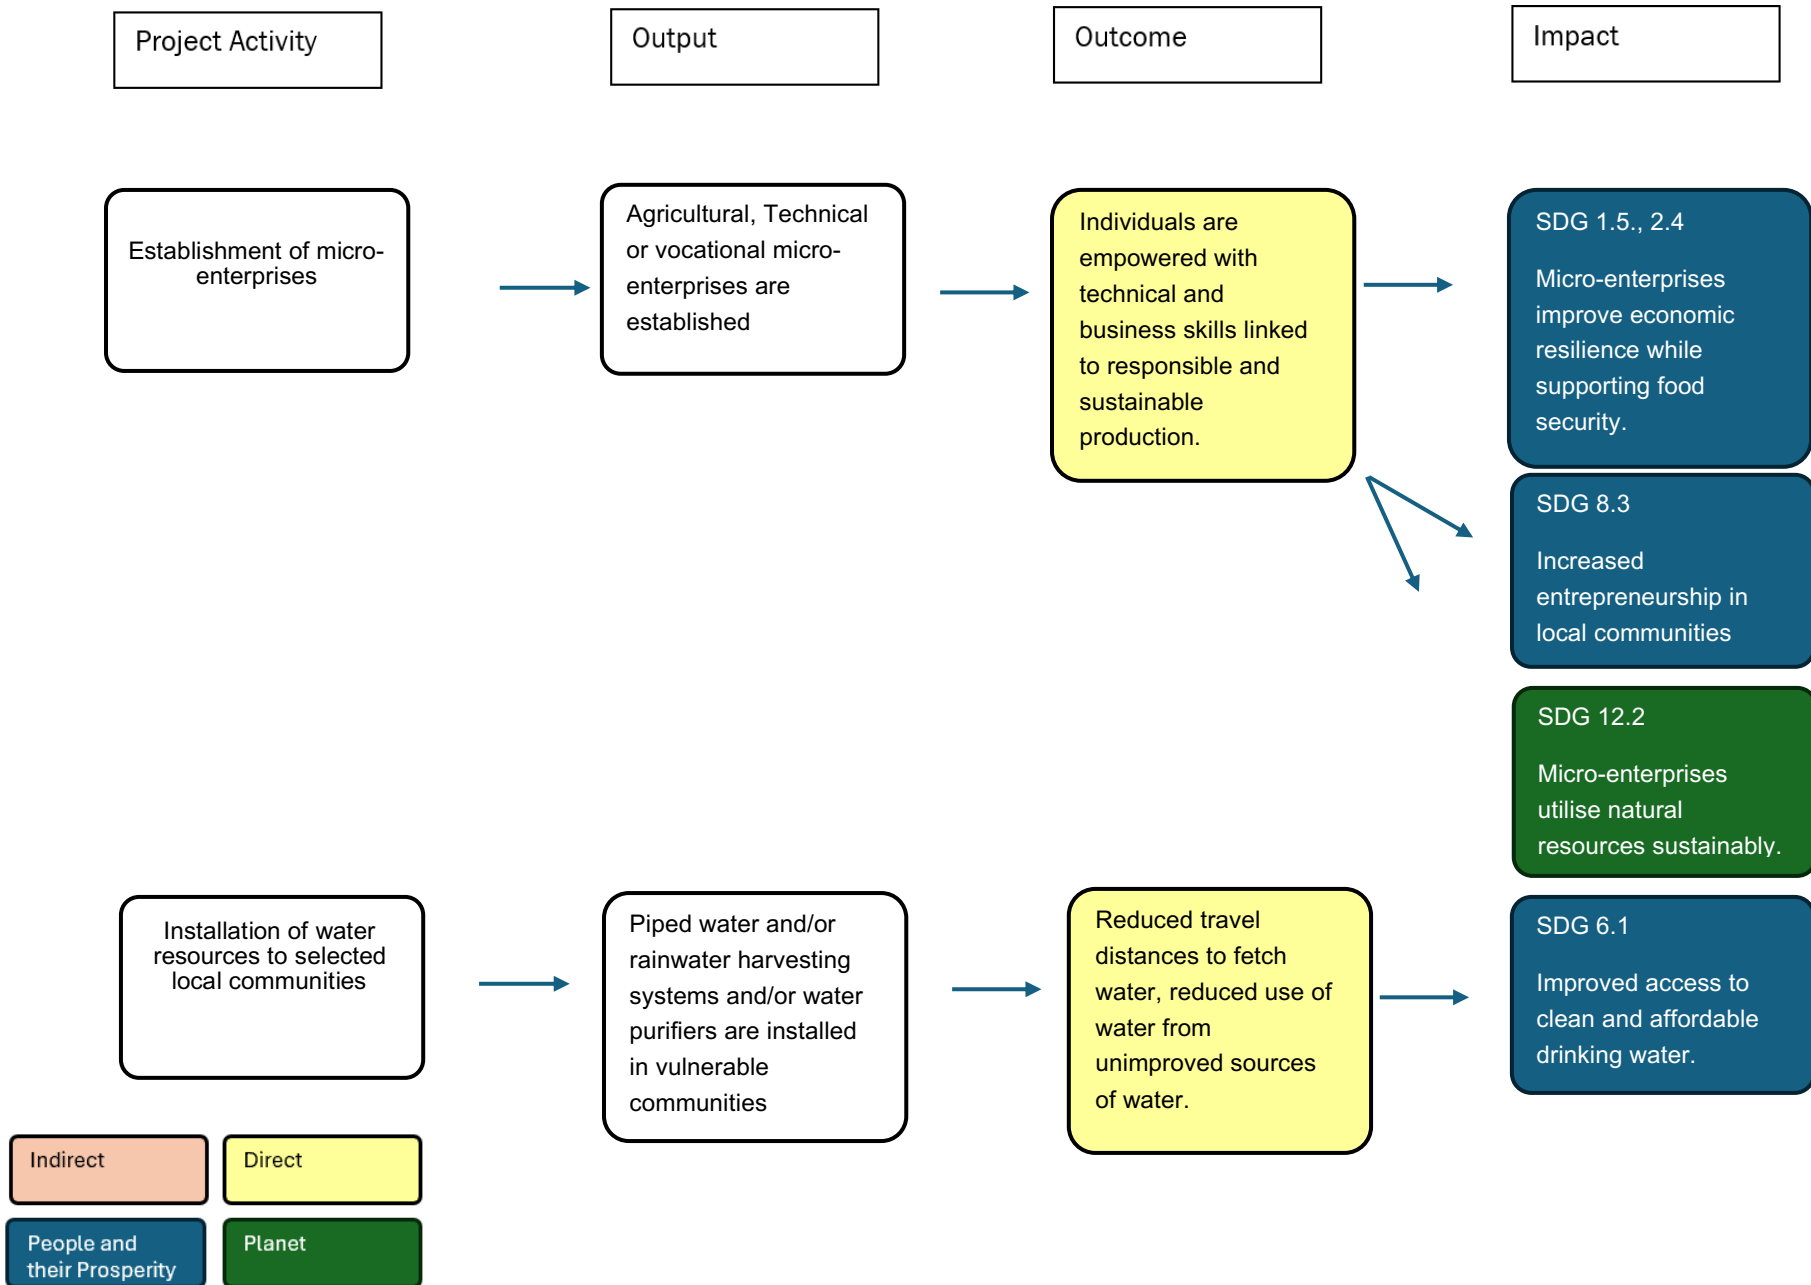 Project Activity
Output
Outcome
Impact
Establishment of micro-
enterprises
Agricultural, Technical
or vocational micro-
enterprises are
established
Individuals are
empowered with
technical and
business skills linked
to responsible and
sustainable
production.
SDG 1.5., 2.4
Micro-enterprises
improve economic
resilience while
supporting food
security.
SDG 8.3
Increased
entrepreneurship in
local communities
SDG 12.2
Micro-enterprises
utilise natural
resources sustainably.
Installation of water
resources to selected
local communities
Piped water and/or
rainwater harvesting
systems and/or water
purifiers are installed
in vulnerable
communities
Reduced travel
distances to fetch
water, reduced use of
water from
unimproved sources
of water.
SDG 6.1
Improved access to
clean and affordable
drinking water.
Indirect
Direct
People and
their Prosperity
Planet